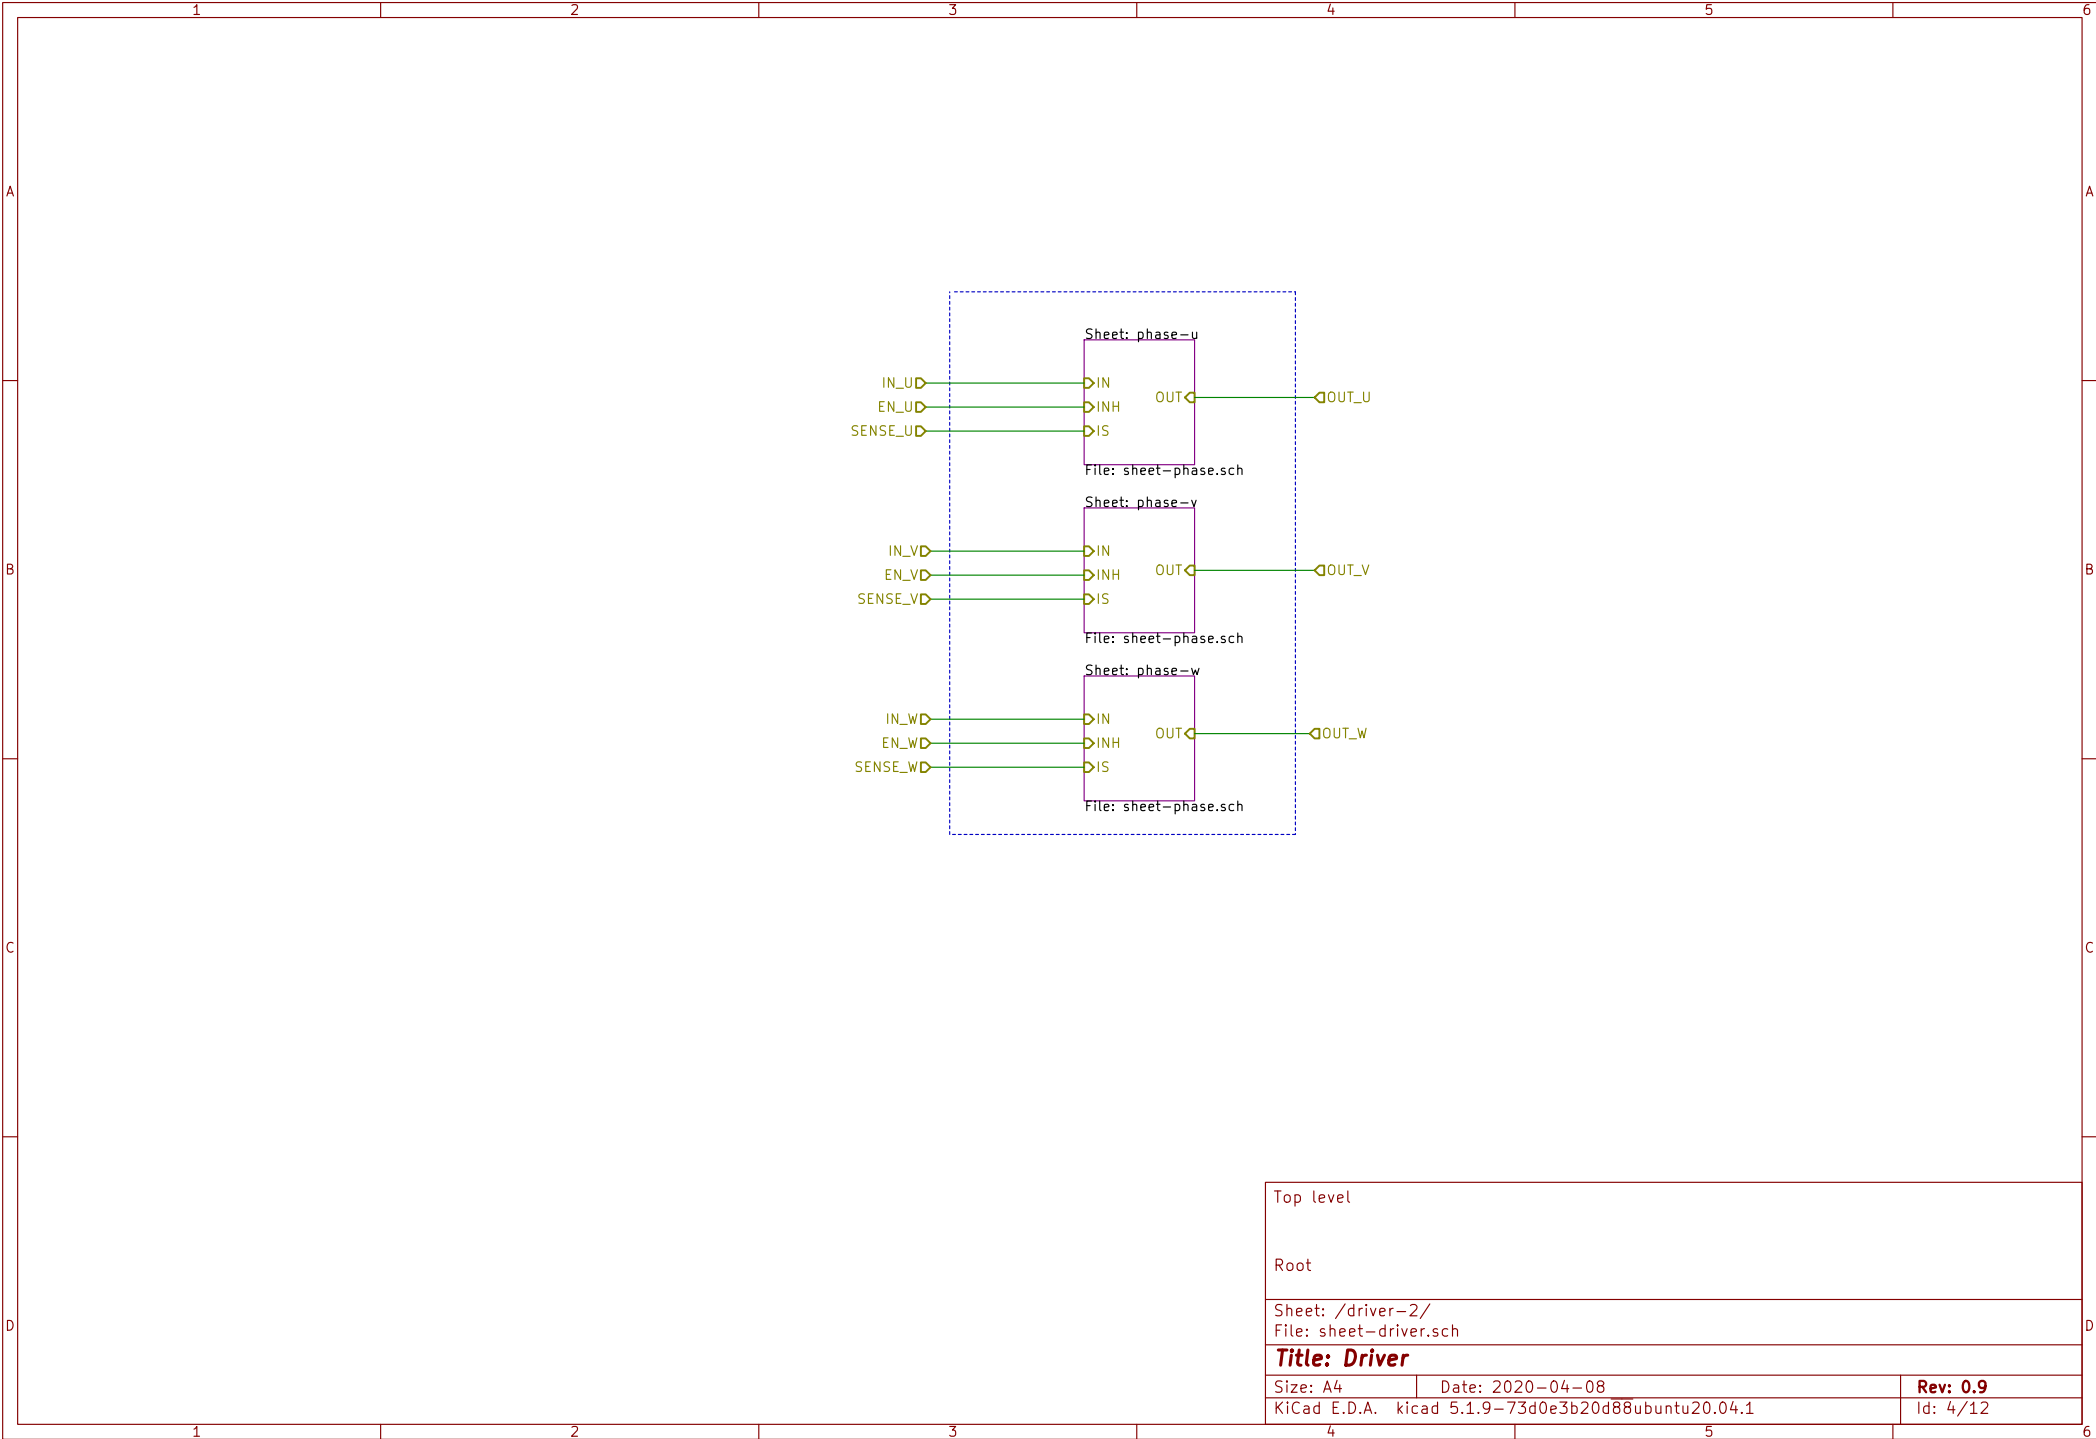 1 2 3 4 5 6
A A
Sheet: phase-u
IN_U IN
OUT OUT_U
EN_U INH
SENSE_U IS
File: sheet-phase.sch
Sheet: phase-v
IN_V IN
B OUT OUT_V B
EN_V INH
SENSE_V IS
File: sheet-phase.sch
Sheet: phase-w
IN_W IN
OUT OUT_W
EN_W INH
SENSE_W IS
File: sheet-phase.sch
C C
Top level
Root
Sheet: /driver-2/
D D
File: sheet-driver.sch
Title: Driver
Size: A4 Date: 2020-04-08 Rev: 0.9
KiCad E.D.A. kicad 5.1.9-73d0e3b20d88ubuntu20.04.1 Id: 4/12
1 2 3 4 5 6